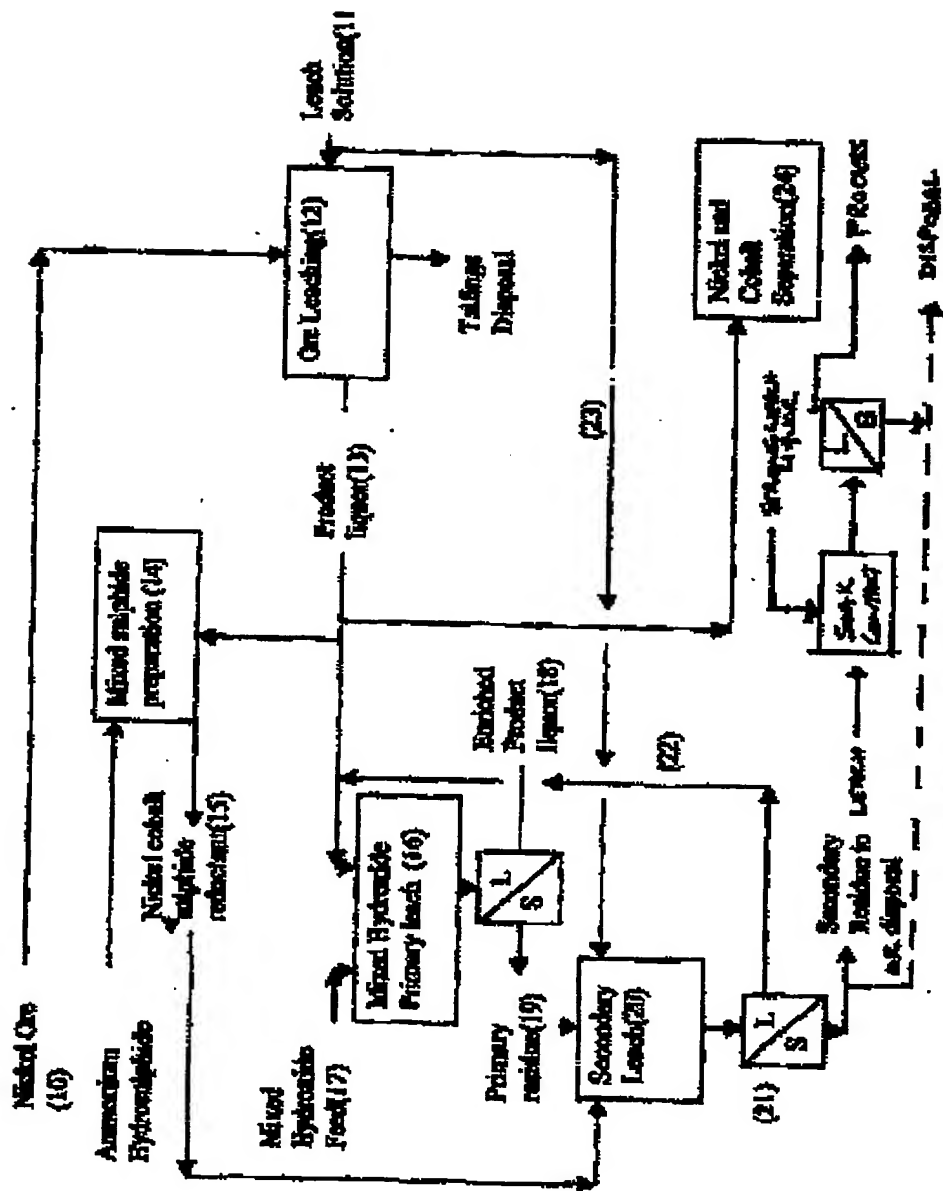 Nickel Ore
(10)
Ammonium
Hydrosulphide
Mixed sulphide
preparation (14)
Nickel cobalt
sulphide
reductant(15)
Leach
Solution(11
Ore Leaching(12)
Tailings
Disposal
Product
liquor(13)
Mixed
Hydroxide
Feed(17)
Mixed Hydroxide
Primary leach (16)
L
S
Enriched
Product
liquor(18)
Primary
residue(19)
Secondary
Leach(20)
L
S
(21)
(22)
(23)
Nickel and
Cobalt
Separation(24)
Secondary
Residue to
disposal
LIQUOR
L
S
PROCESS
DISPOSAL